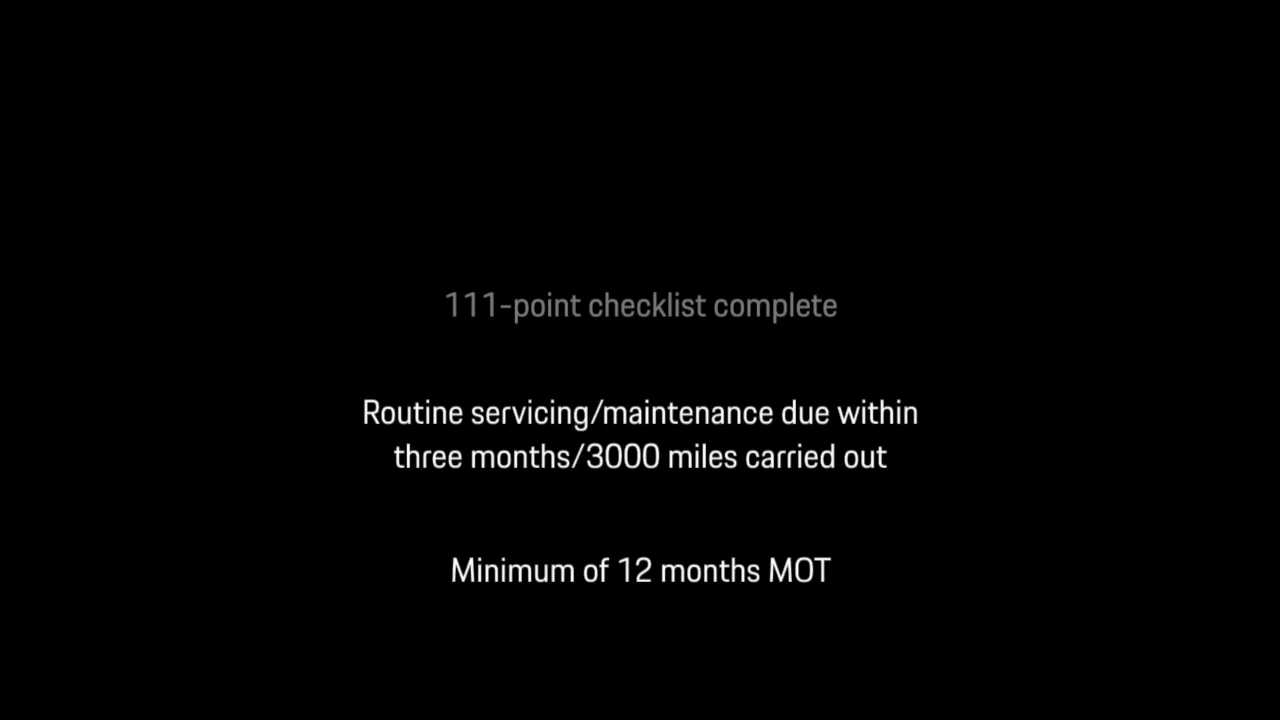 111-point checklist complete
Routine servicing/maintenance due within
three months/3000 miles carried out
Minimum of 12 months MOT